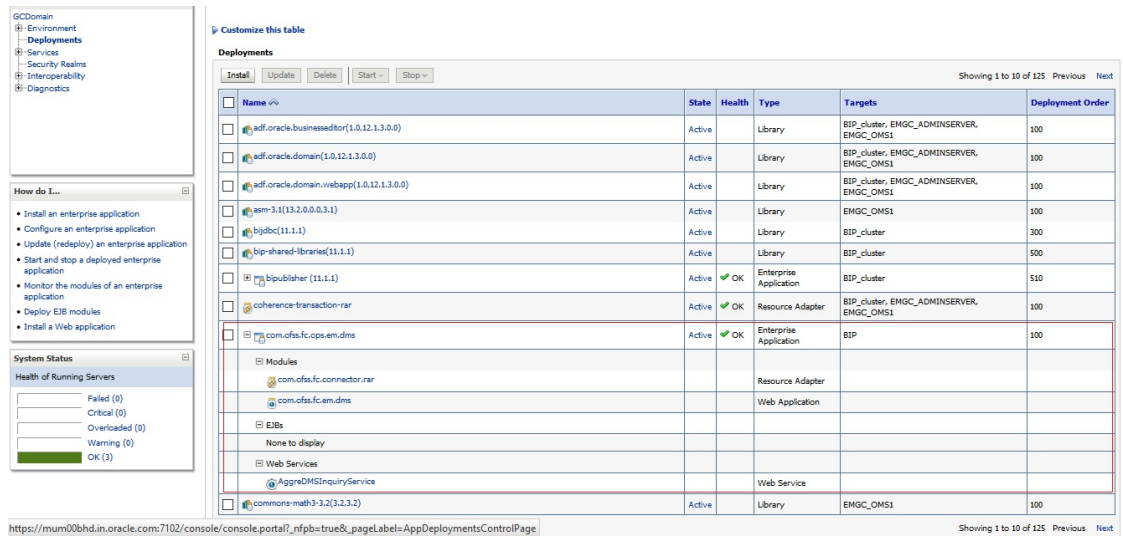 GCDomain
Environment
Deployments
Services
Security Realms
Interoperability
Diagnostics
How do I...
Install an enterprise application
Configure an enterprise application
Update (redeploy) an enterprise application
Start and stop a deployed enterprise
application
Monitor the modules of an enterprise
application
Deploy EJB modules
Install a Web application
System Status
Health of Running Servers
Failed (0)
Critical (0)
Overloaded (0)
Warning (0)
OK (3)
Customize this table
Deployments
Install Update Delete Start Stop Showing 1 to 10 of 125 Previous Next
Name State Health Type Targets Deployment Order
adf.oracle.businesseditor(1.0,12.1.3.0.0) Active Library BIP_cluster, EMGC_ADMINSERVER, EMGC_OMS1 100
adf.oracle.domain(1.0,12.1.3.0.0) Active Library BIP_cluster, EMGC_ADMINSERVER, EMGC_OMS1 100
adf.oracle.domain.webapp(1.0,12.1.3.0.0) Active Library BIP_cluster, EMGC_ADMINSERVER, EMGC_OMS1 100
asm-3.1(13.2.0.0.0,3.1) Active Library EMGC_OMS1 100
bijdbc(11.1.1) Active Library BIP_cluster 300
bip-shared-libraries(11.1.1) Active Library BIP_cluster 500
bipublisher (11.1.1) Active OK Enterprise Application BIP_cluster 510
coherence-transaction-rar Active OK Resource Adapter BIP_cluster, EMGC_ADMINSERVER, EMGC_OMS1 100
com.ofss.fc.ops.em.dms Active OK Enterprise Application BIP 100
Modules
com.ofss.fc.connector.rar Resource Adapter
com.ofss.fc.em.dms Web Application
EJBs
None to display
Web Services
AggreDMSInquiryService Web Service
commons-math3-3.2(3.2,3.2) Active Library EMGC_OMS1 100
https://mum00bhd.in.oracle.com:7102/console/console.portal?_nfpb=true&_pageLabel=AppDeploymentsControlPage Showing 1 to 10 of 125 Previous Next